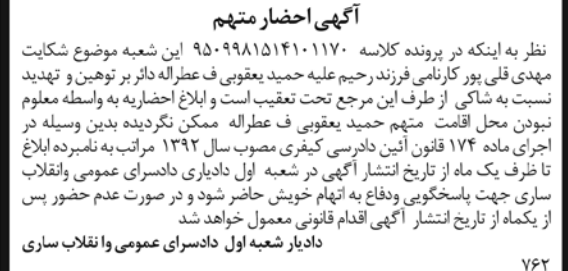 آگهی احضار متهم
نظر به اینکه در پرونده کلاسه ۹۵۰۹۹۸۱۵۱۴۱۰۱۱۷۰ این شعبه موضوع شکایت
مهدی قلی پور کارنامی فرزند رحیم علیه حمید یعقوبی ف عطراله دائر بر توهین و تهدید
نسبت به شاکی از طرف این مرجع تحت تعقیب است و ابلاغ احضاریه به واسطه معلوم
نبودن محل اقامت متهم حمید یعقوبی ف عطراله ممکن نگردیده بدین وسیله در
اجرای ماده ۱۷۴ قانون آئین دادرسی کیفری مصوب سال ۱۳۹۲ مراتب به نامبرده ابلاغ
تا ظرف یک ماه از تاریخ انتشار آگهی در شعبه اول دادیاری دادسرای عمومی وانقلاب
ساری جهت پاسخگویی ودفاع به اتهام خویش حاضر شود و در صورت عدم حضور پس
از یکماه از تاریخ انتشار آگهی اقدام قانونی معمول خواهد شد
دادیار شعبه اول دادسرای عمومی وا نقلاب ساری
۷۶۲